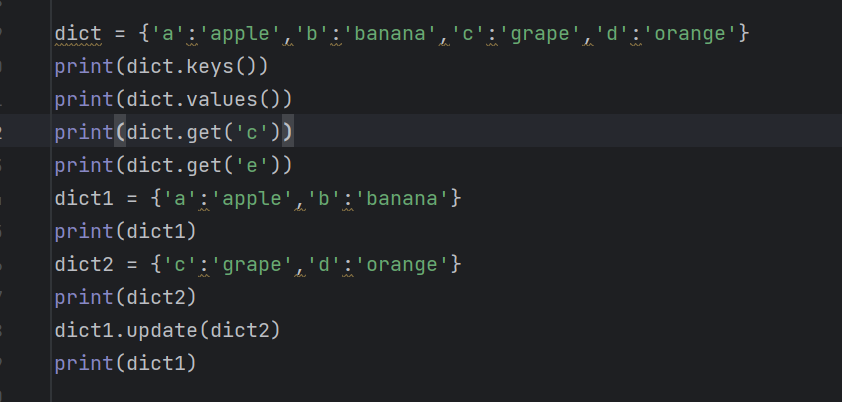 dict = {'a':'apple','b':'banana','c':'grape','d':'orange'}
print(dict.keys())
print(dict.values())
print(dict.get('c'))
print(dict.get('e'))
dict1 = {'a':'apple','b':'banana'}
print(dict1)
dict2 = {'c':'grape','d':'orange'}
print(dict2)
dict1.update(dict2)
print(dict1)